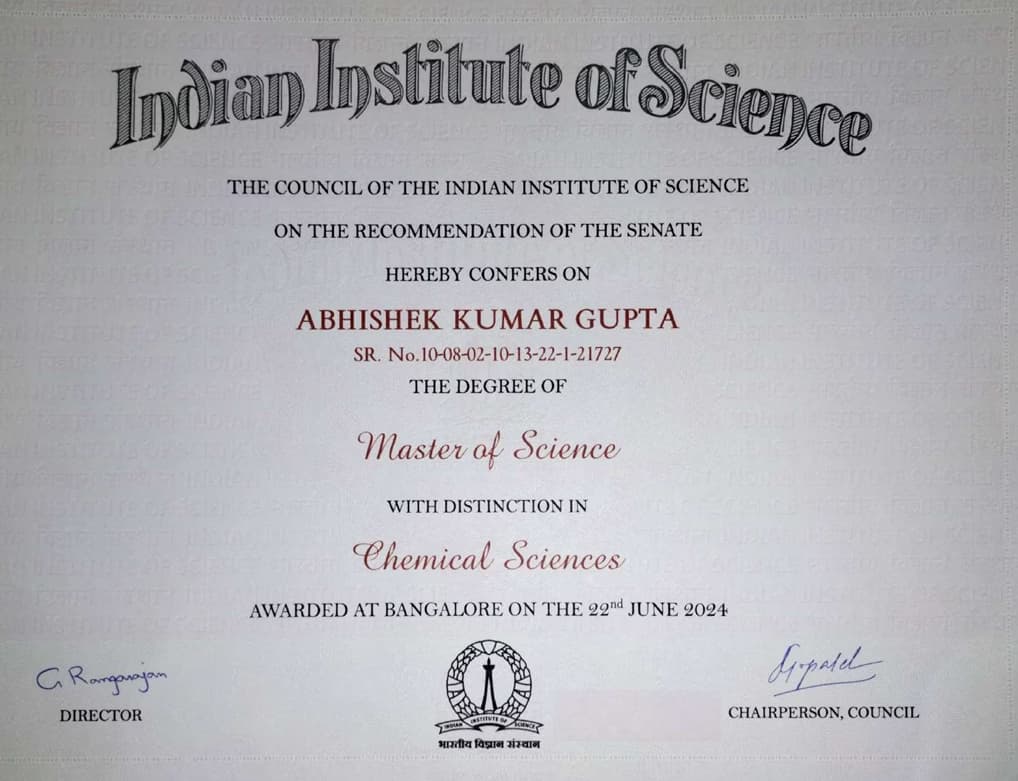 Indian Institute of Science
THE COUNCIL OF THE INDIAN INSTITUTE OF SCIENCE
ON THE RECOMMENDATION OF THE SENATE
HEREBY CONFERS ON
ABHISHEK KUMAR GUPTA
SR. No.10-08-02-10-13-22-1-21727
THE DEGREE OF
Master of Science
WITH DISTINCTION IN
Chemical Sciences
AWARDED AT BANGALORE ON THE 22nd JUNE 2024
G Rangarajan
DIRECTOR
INDIAN INSTITUTE OF SCIENCE
भारतीय विज्ञान संस्थान
CHAIRPERSON, COUNCIL